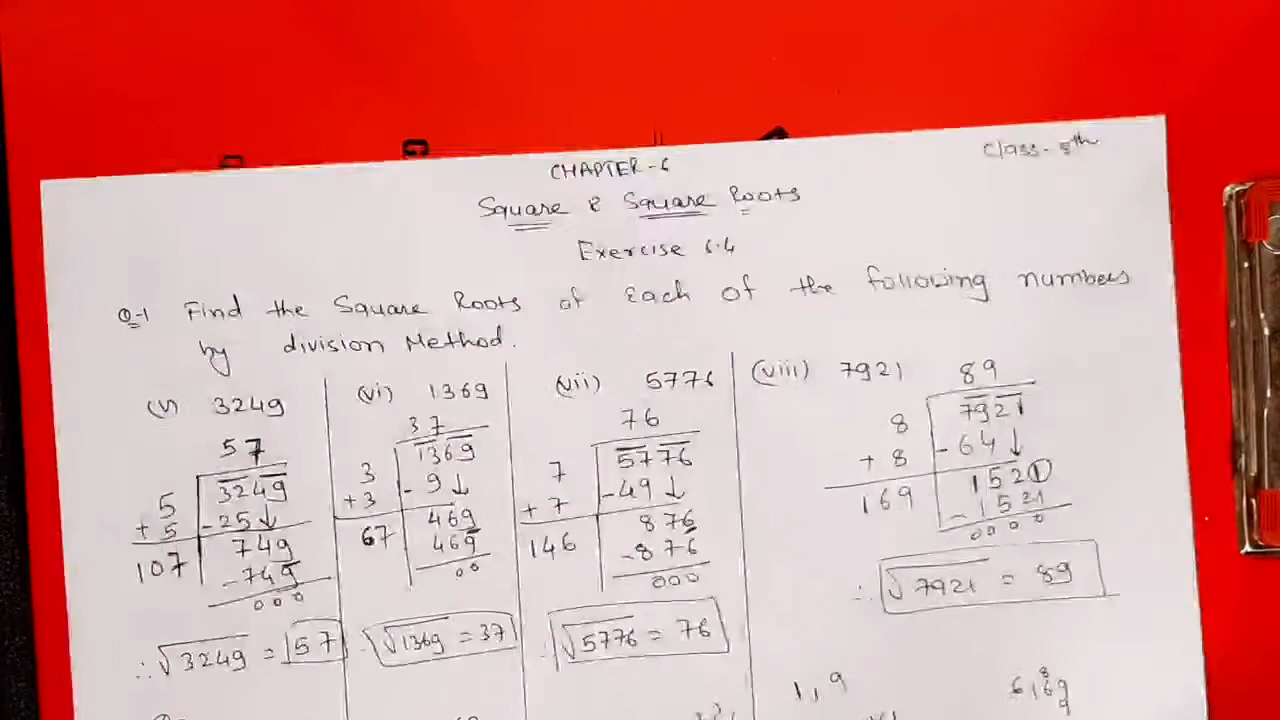 CHAPTER-6
Class-8th
Square & Square Roots
Exercise 6.4
Q-1 Find the Square Roots of Each of the following numbers
by division Method.
(v) 3249
57
5 3249
+ 5 -25↓
107 749
-749
000
∴ √3249 = 57
(vi) 1369
37
3 1369
+3 -9↓
67 469
469
00
∴ √1369 = 37
(vii) 5776
76
7 5776
+ 7 -49↓
146 876
-876
000
∴ √5776 = 76
(viii) 7921
89
8 7921
+ 8 -64↓
169 1521
-1521
0000
∴ √7921 = 89
1,9